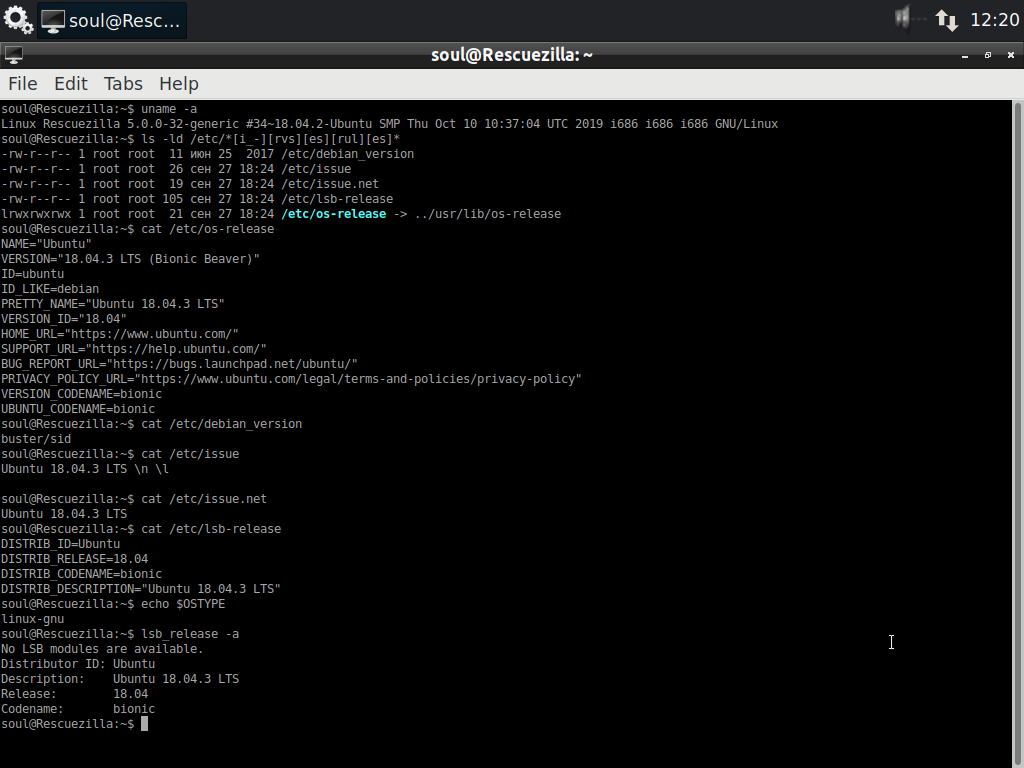 soul@Resc...
12:20
soul@Rescuezilla: ~
File Edit Tabs Help
soul@Rescuezilla:~$ uname -a
Linux Rescuezilla 5.0.0-32-generic #34~18.04.2-Ubuntu SMP Thu Oct 10 10:37:04 UTC 2019 i686 i686 i686 GNU/Linux
soul@Rescuezilla:~$ ls -ld /etc/*[i_-][rvs][es][rul][es]*
-rw-r--r-- 1 root root  11 июн 25  2017 /etc/debian_version
-rw-r--r-- 1 root root  26 сен 27 18:24 /etc/issue
-rw-r--r-- 1 root root  19 сен 27 18:24 /etc/issue.net
-rw-r--r-- 1 root root 105 сен 27 18:24 /etc/lsb-release
lrwxrwxrwx 1 root root  21 сен 27 18:24 /etc/os-release -> ../usr/lib/os-release
soul@Rescuezilla:~$ cat /etc/os-release
NAME="Ubuntu"
VERSION="18.04.3 LTS (Bionic Beaver)"
ID=ubuntu
ID_LIKE=debian
PRETTY_NAME="Ubuntu 18.04.3 LTS"
VERSION_ID="18.04"
HOME_URL="https://www.ubuntu.com/"
SUPPORT_URL="https://help.ubuntu.com/"
BUG_REPORT_URL="https://bugs.launchpad.net/ubuntu/"
PRIVACY_POLICY_URL="https://www.ubuntu.com/legal/terms-and-policies/privacy-policy"
VERSION_CODENAME=bionic
UBUNTU_CODENAME=bionic
soul@Rescuezilla:~$ cat /etc/debian_version
buster/sid
soul@Rescuezilla:~$ cat /etc/issue
Ubuntu 18.04.3 LTS \n \l
soul@Rescuezilla:~$ cat /etc/issue.net
Ubuntu 18.04.3 LTS
soul@Rescuezilla:~$ cat /etc/lsb-release
DISTRIB_ID=Ubuntu
DISTRIB_RELEASE=18.04
DISTRIB_CODENAME=bionic
DISTRIB_DESCRIPTION="Ubuntu 18.04.3 LTS"
soul@Rescuezilla:~$ echo $OSTYPE
linux-gnu
soul@Rescuezilla:~$ lsb_release -a
No LSB modules are available.
Distributor ID: Ubuntu
Description:    Ubuntu 18.04.3 LTS
Release:        18.04
Codename:       bionic
soul@Rescuezilla:~$